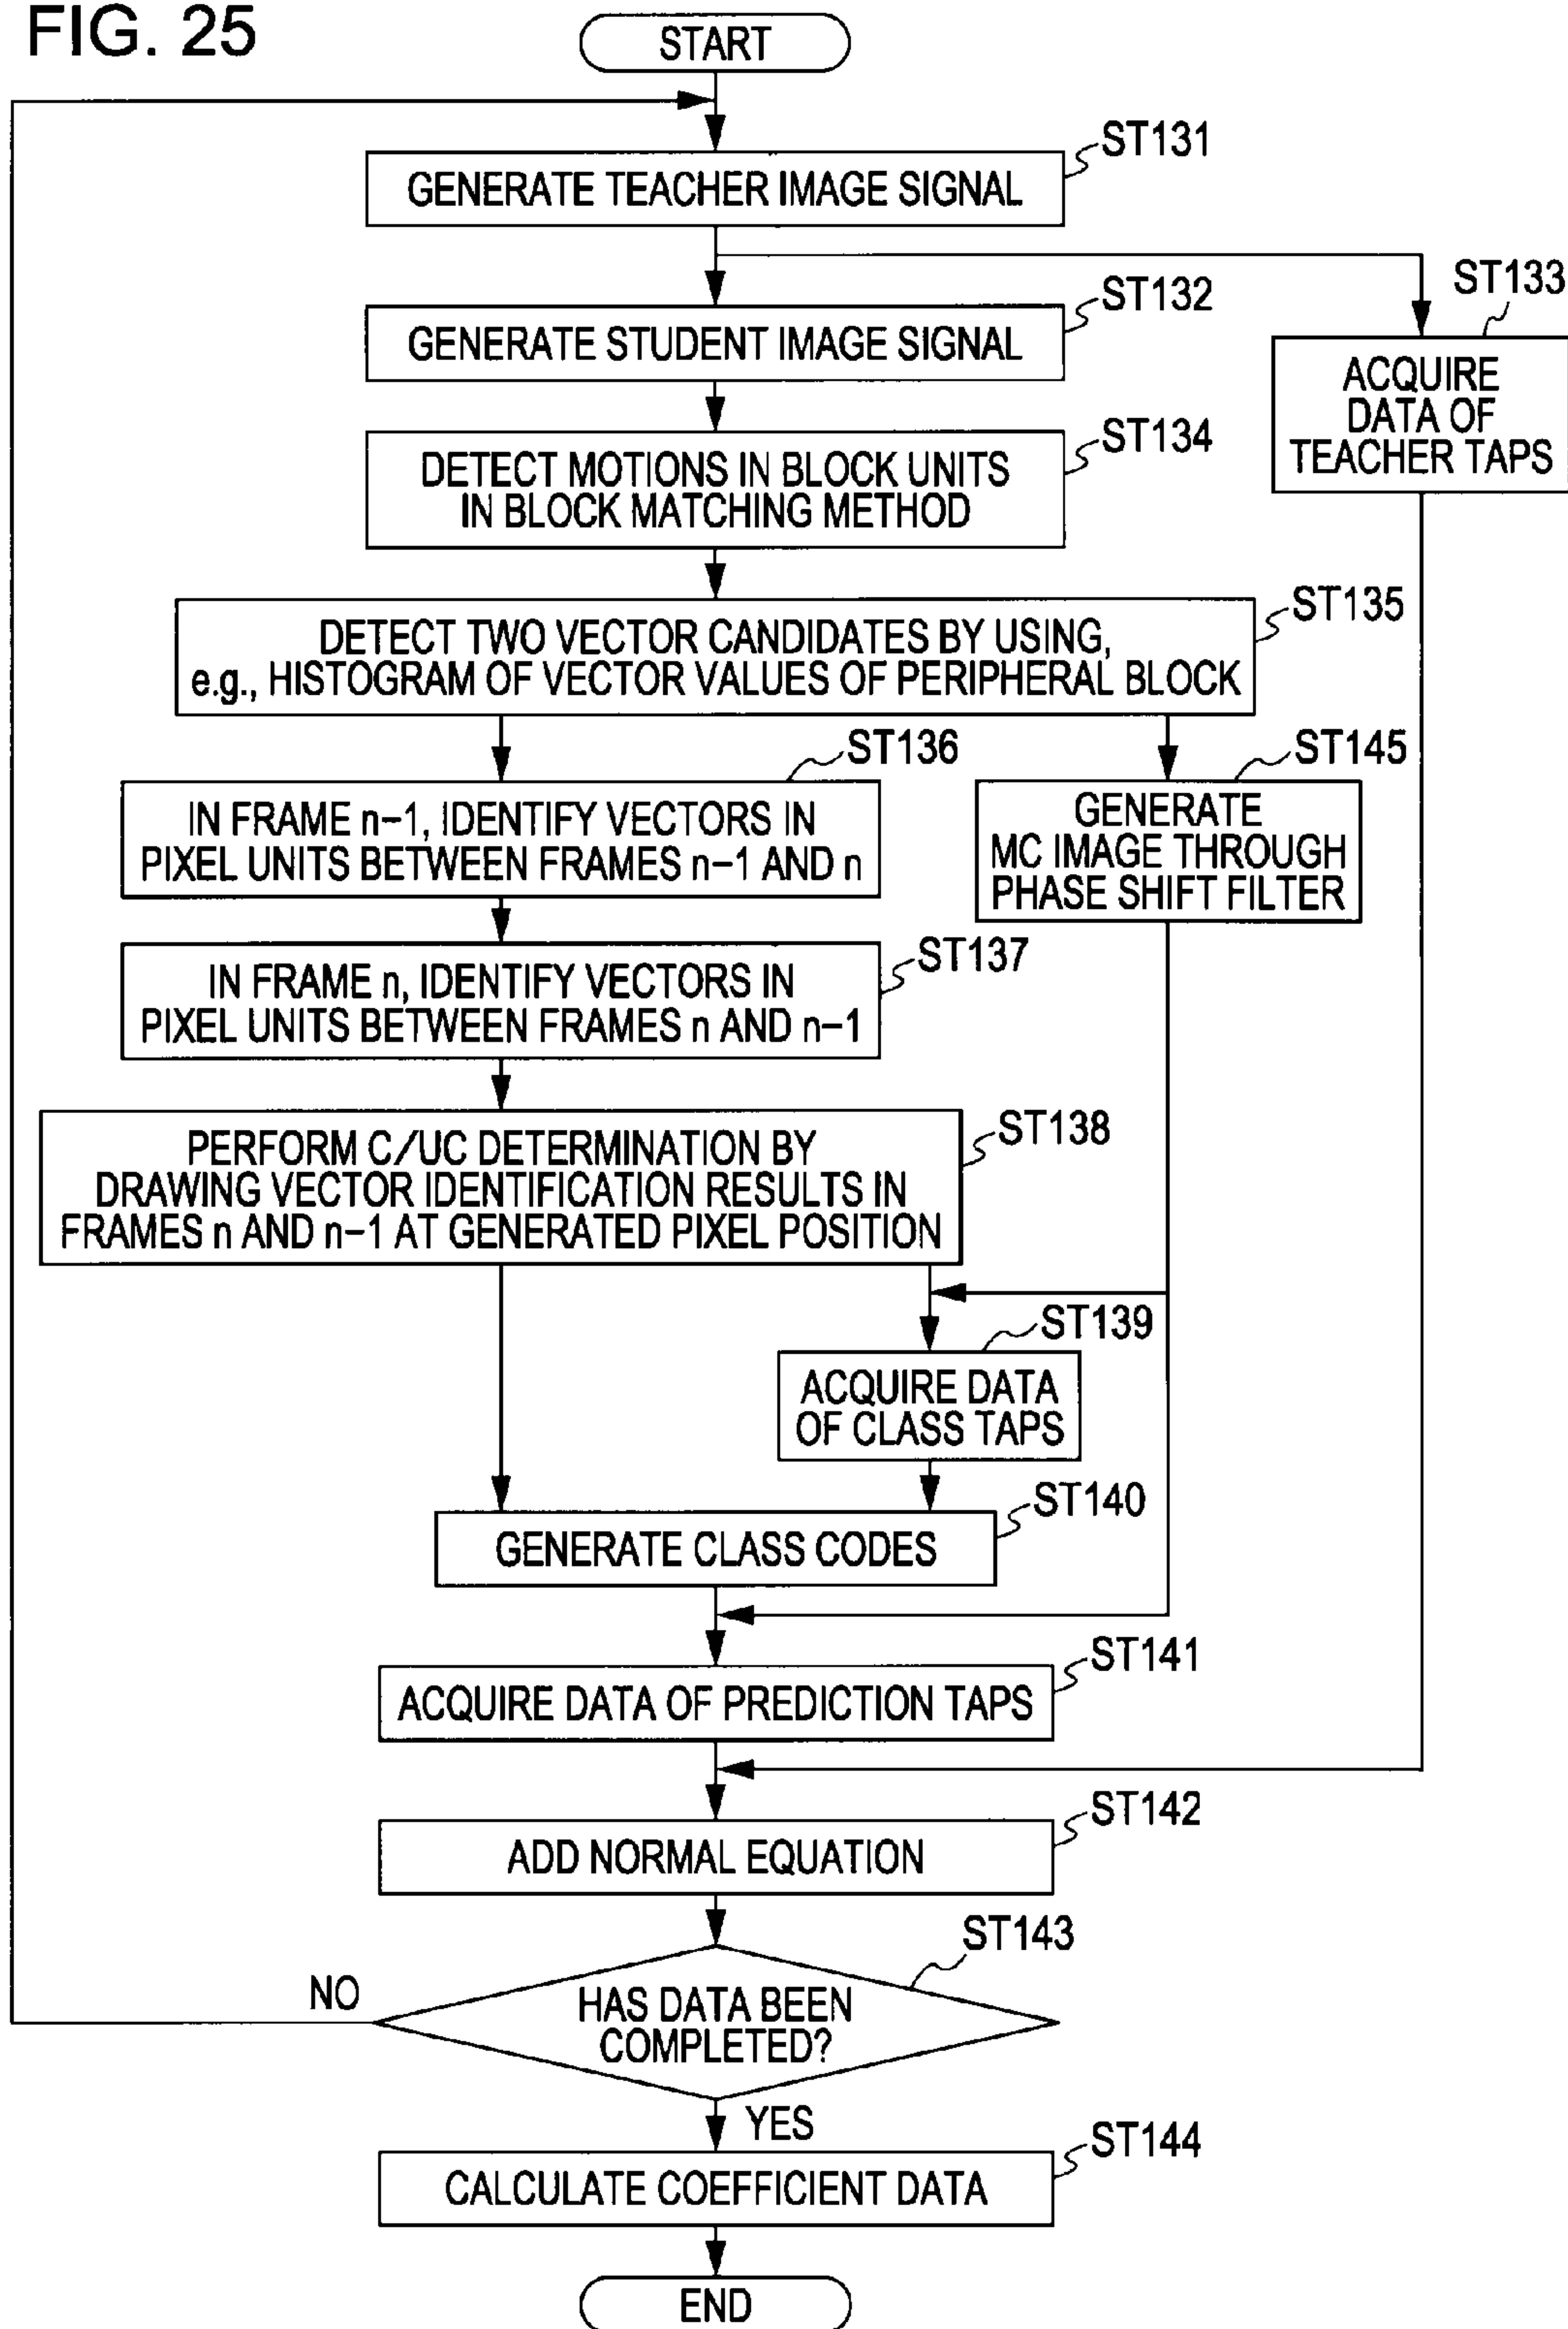 FIG. 25
START
ST131
GENERATE TEACHER IMAGE SIGNAL
ST132
GENERATE STUDENT IMAGE SIGNAL
ST133
ACQUIRE
DATA OF
TEACHER TAPS
ST134
DETECT MOTIONS IN BLOCK UNITS
IN BLOCK MATCHING METHOD
ST135
DETECT TWO VECTOR CANDIDATES BY USING,
e.g., HISTOGRAM OF VECTOR VALUES OF PERIPHERAL BLOCK
ST136
IN FRAME n–1, IDENTIFY VECTORS IN
PIXEL UNITS BETWEEN FRAMES n–1 AND n
ST145
GENERATE
MC IMAGE THROUGH
PHASE SHIFT FILTER
ST137
IN FRAME n, IDENTIFY VECTORS IN
PIXEL UNITS BETWEEN FRAMES n AND n–1
ST138
PERFORM C/UC DETERMINATION BY
DRAWING VECTOR IDENTIFICATION RESULTS IN
FRAMES n AND n–1 AT GENERATED PIXEL POSITION
ST139
ACQUIRE DATA
OF CLASS TAPS
ST140
GENERATE CLASS CODES
ST141
ACQUIRE DATA OF PREDICTION TAPS
ST142
ADD NORMAL EQUATION
ST143
HAS DATA BEEN
COMPLETED?
NO
YES
ST144
CALCULATE COEFFICIENT DATA
END